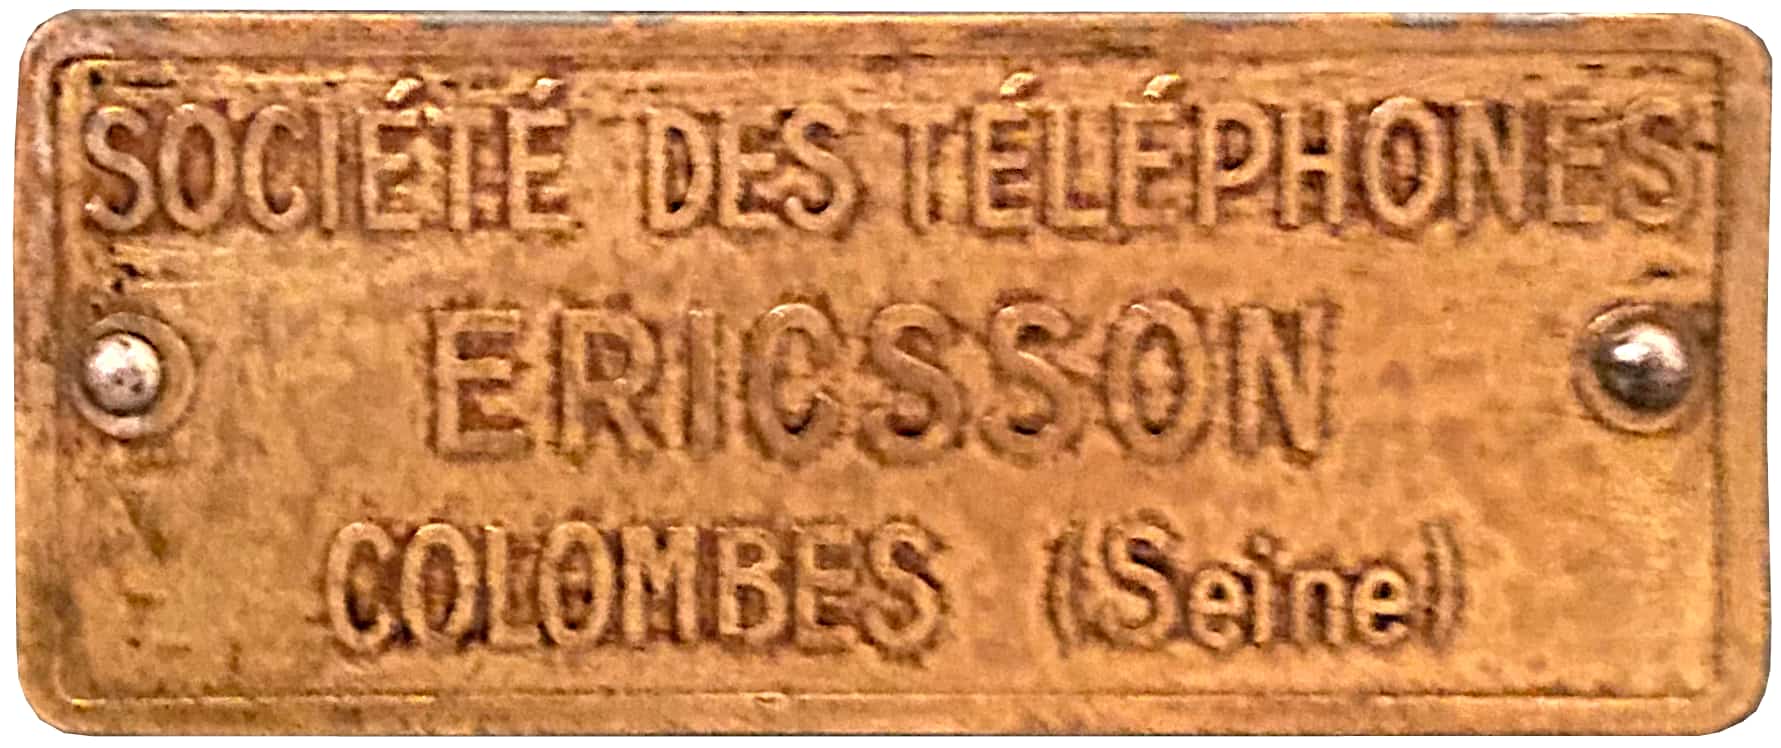 SOCIÉTÉ DES TÉLÉPHONES
ERICSSON
COLOMBES (Seine)